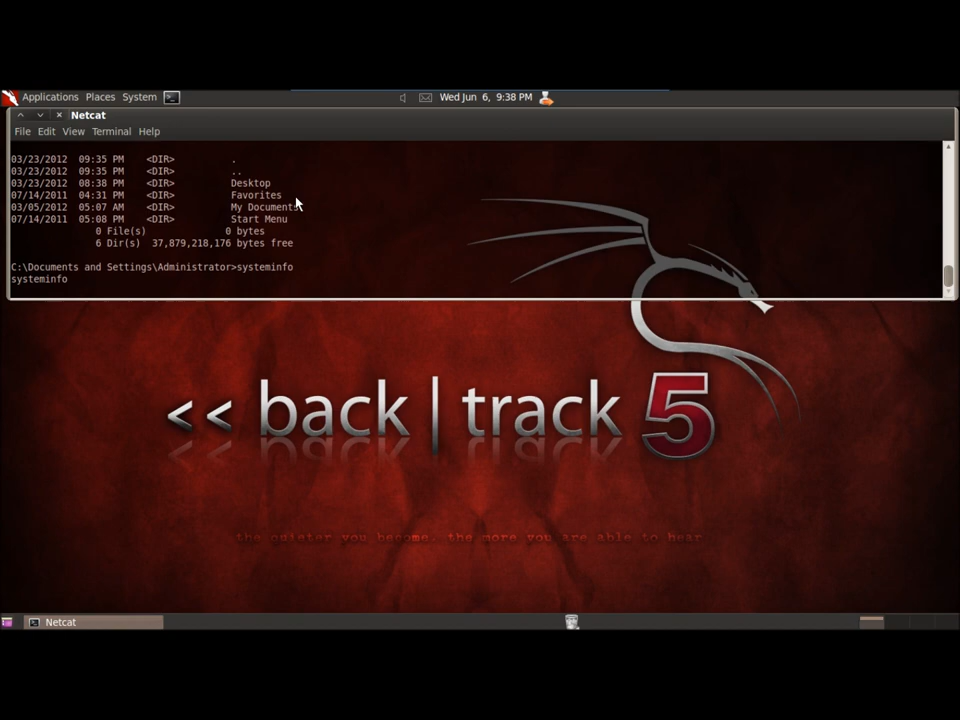 Applications Places System Wed Jun 6, 9:38 PM
Netcat
File Edit View Terminal Help
03/23/2012 09:35 PM <DIR> .
03/23/2012 09:35 PM <DIR> ..
03/23/2012 08:38 PM <DIR> Desktop
07/14/2011 04:31 PM <DIR> Favorites
03/05/2012 05:07 AM <DIR> My Documents
07/14/2011 05:08 PM <DIR> Start Menu
0 File(s) 0 bytes
6 Dir(s) 37,879,218,176 bytes free
C:\Documents and Settings\Administrator>systeminfo
systeminfo
<< back | track 5
the quieter you become, the more you are able to hear
Netcat